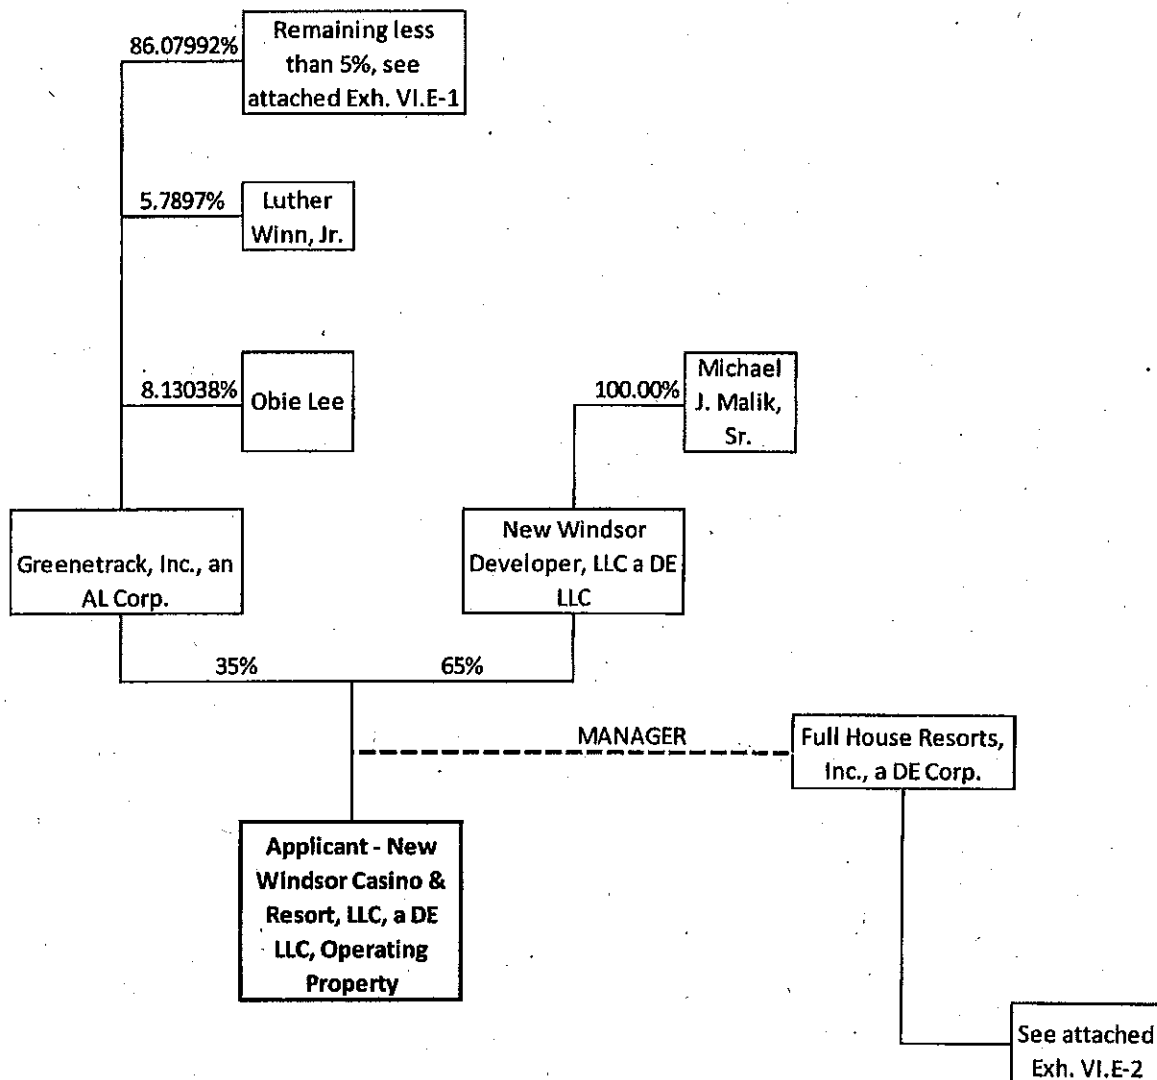 86.07992%
Remaining less
than 5%, see
attached Exh. VI.E-1
5.7897%
Luther
Winn, Jr.
8.13038%
Obie Lee
100.00%
Michael
J. Malik,
Sr.
Greenetrack, Inc., an
AL Corp.
New Windsor
Developer, LLC a DE
LLC
35%
65%
MANAGER
Full House Resorts,
Inc., a DE Corp.
Applicant - New
Windsor Casino &
Resort, LLC, a DE
LLC, Operating
Property
See attached
Exh. VI.E-2